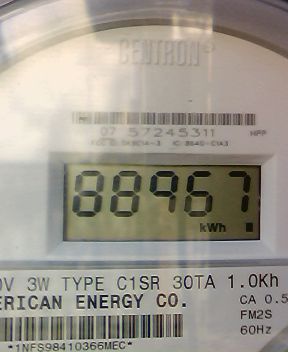 CENTRON®
07 57245311
88967
kWh
V 3W TYPE C1SR 30TA 1.0Kh
ERICAN ENERGY CO.
CA 0.5
FM2S
60Hz
*1NFS98410366MEC*